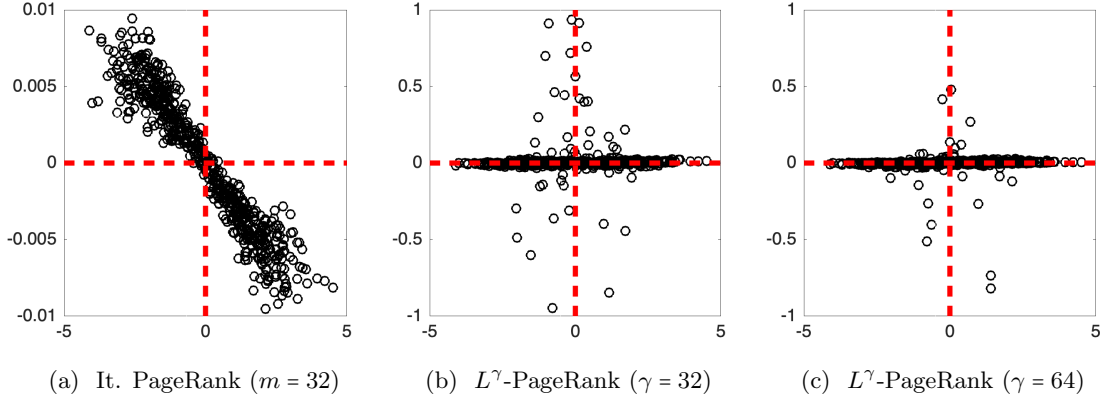 0.01
0.005
0
-0.005
-0.01
-5 0 5
1
0.5
0
-0.5
-1
-5 0 5
1
0.5
0
-0.5
-1
-5 0 5
(a) It. PageRank (m = 32)
(b) L^γ-PageRank (γ = 32)
(c) L^γ-PageRank (γ = 64)